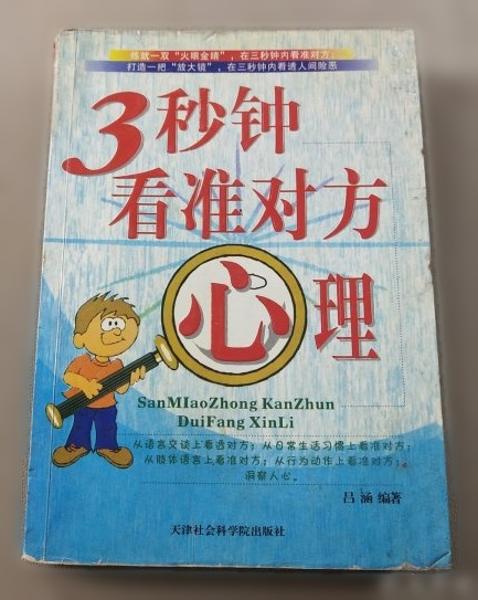 练就一双“火眼金睛”，在三秒钟内看准对方；
打造一把“放大镜”，在三秒钟内看透人间险恶
3秒钟
看准对方
心理
SanMIaoZhong KanZhun
DuiFang XinLi
从语言交谈上看透对方；从日常生活习惯上看准对方；
从肢体语言上看准对方；从行为动作上看准对方；
洞察人心。
吕涵 编著
天津社会科学院出版社